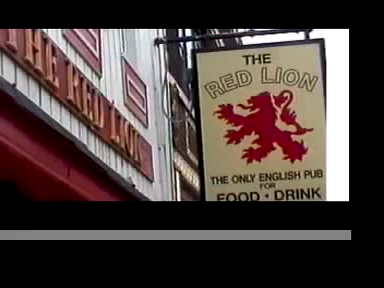 THE RED LION
THE
RED LION
THE ONLY ENGLISH PUB
FOR
FOOD · DRINK